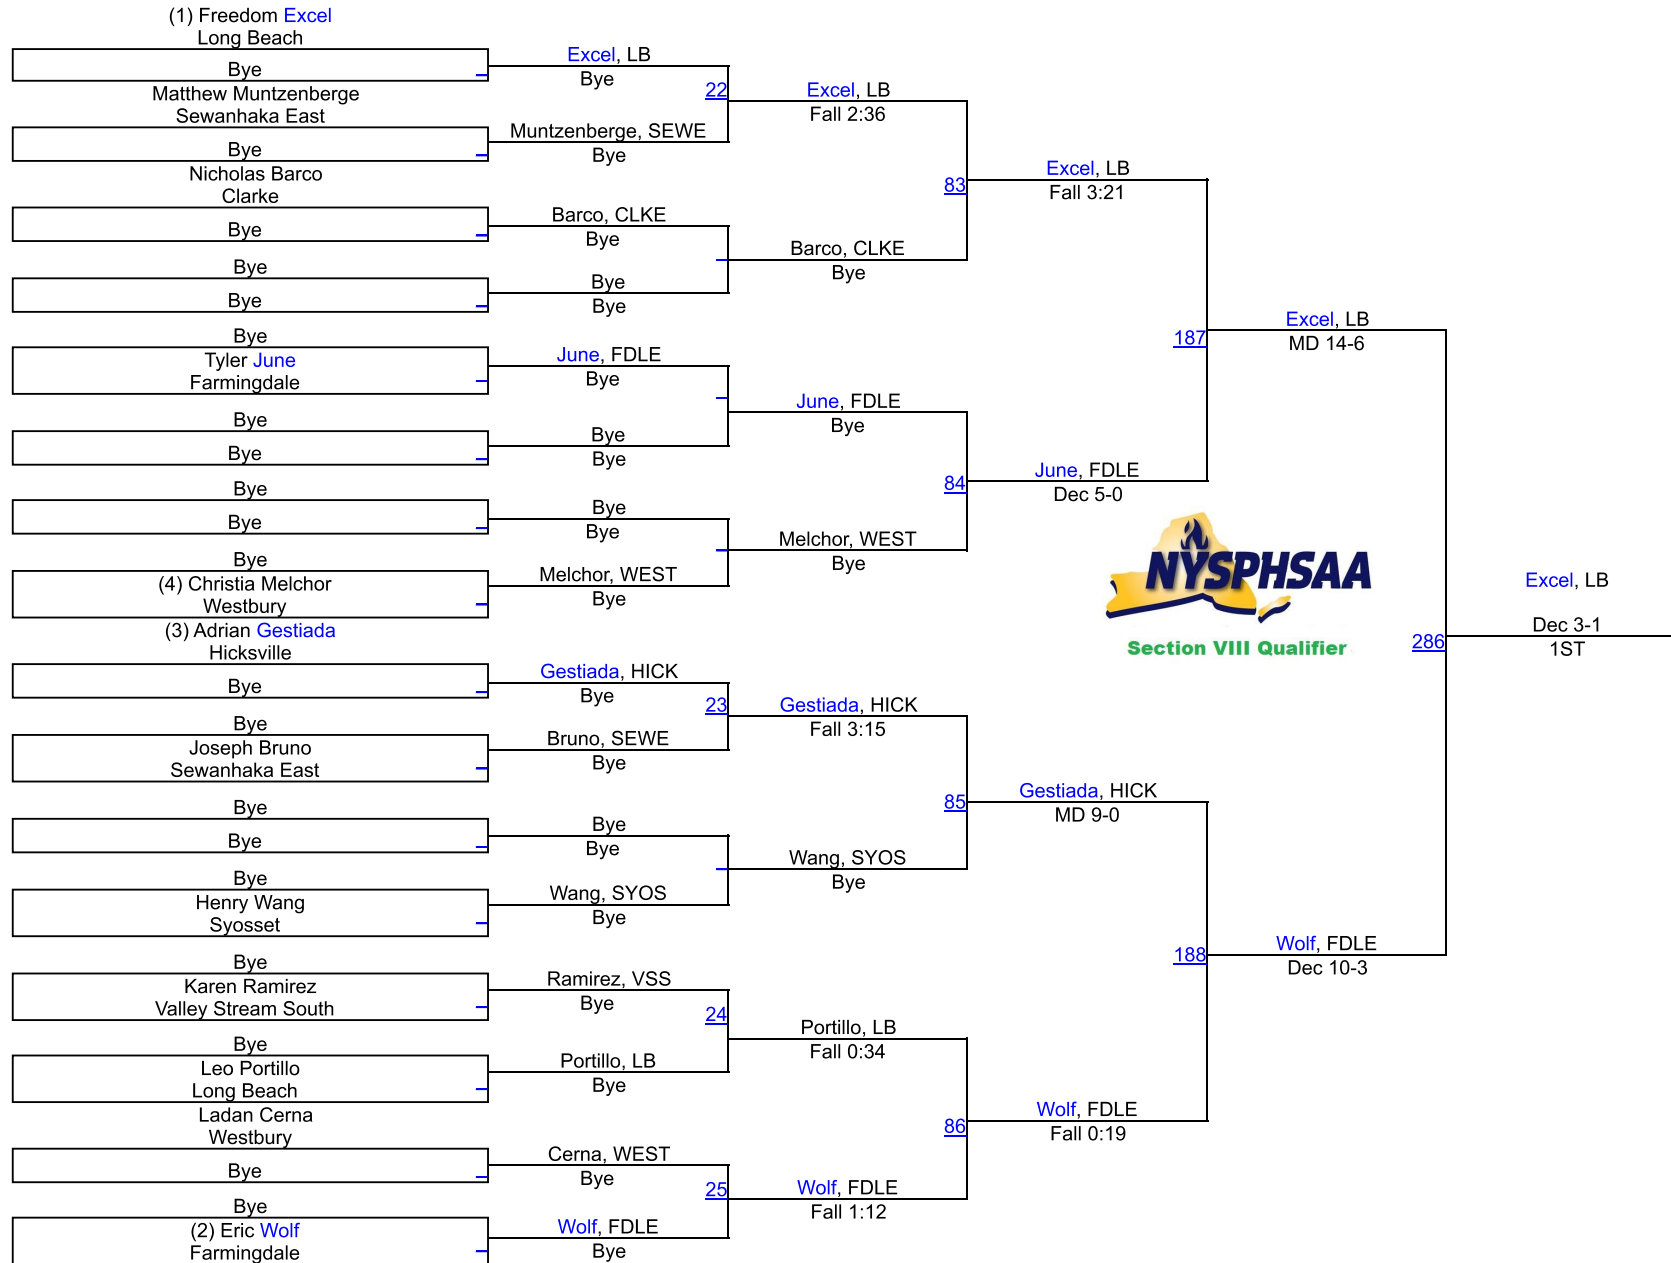 (1) Freedom Excel
Long Beach
Bye
Matthew Muntzenberge
Sewanhaka East
Bye
Nicholas Barco
Clarke
Bye
Bye
Bye
Bye
Tyler June
Farmingdale
Bye
Bye
Bye
Bye
Bye
(4) Christia Melchor
Westbury
(3) Adrian Gestiada
Hicksville
Bye
Bye
Joseph Bruno
Sewanhaka East
Bye
Bye
Bye
Henry Wang
Syosset
Bye
Karen Ramirez
Valley Stream South
Bye
Leo Portillo
Long Beach
Ladan Cerna
Westbury
Bye
Bye
(2) Eric Wolf
Farmingdale
Excel, LB
Bye
22
Muntzenberge, SEWE
Bye
Barco, CLKE
Bye
Bye
Bye
June, FDLE
Bye
Bye
Bye
Bye
Bye
Melchor, WEST
Bye
Gestiada, HICK
Bye
23
Bruno, SEWE
Bye
Bye
Bye
Wang, SYOS
Bye
Ramirez, VSS
Bye
24
Portillo, LB
Bye
Cerna, WEST
Bye
25
Wolf, FDLE
Bye
Excel, LB
Fall 2:36
83
Barco, CLKE
Bye
June, FDLE
Bye
84
Melchor, WEST
Bye
Gestiada, HICK
Fall 3:15
85
Wang, SYOS
Bye
Portillo, LB
Fall 0:34
86
Wolf, FDLE
Fall 1:12
Excel, LB
Fall 3:21
187
June, FDLE
Dec 5-0
Gestiada, HICK
MD 9-0
188
Wolf, FDLE
Fall 0:19
Excel, LB
MD 14-6
NYSPHSAA
Section VIII Qualifier
286
Wolf, FDLE
Dec 10-3
Excel, LB
Dec 3-1
1ST